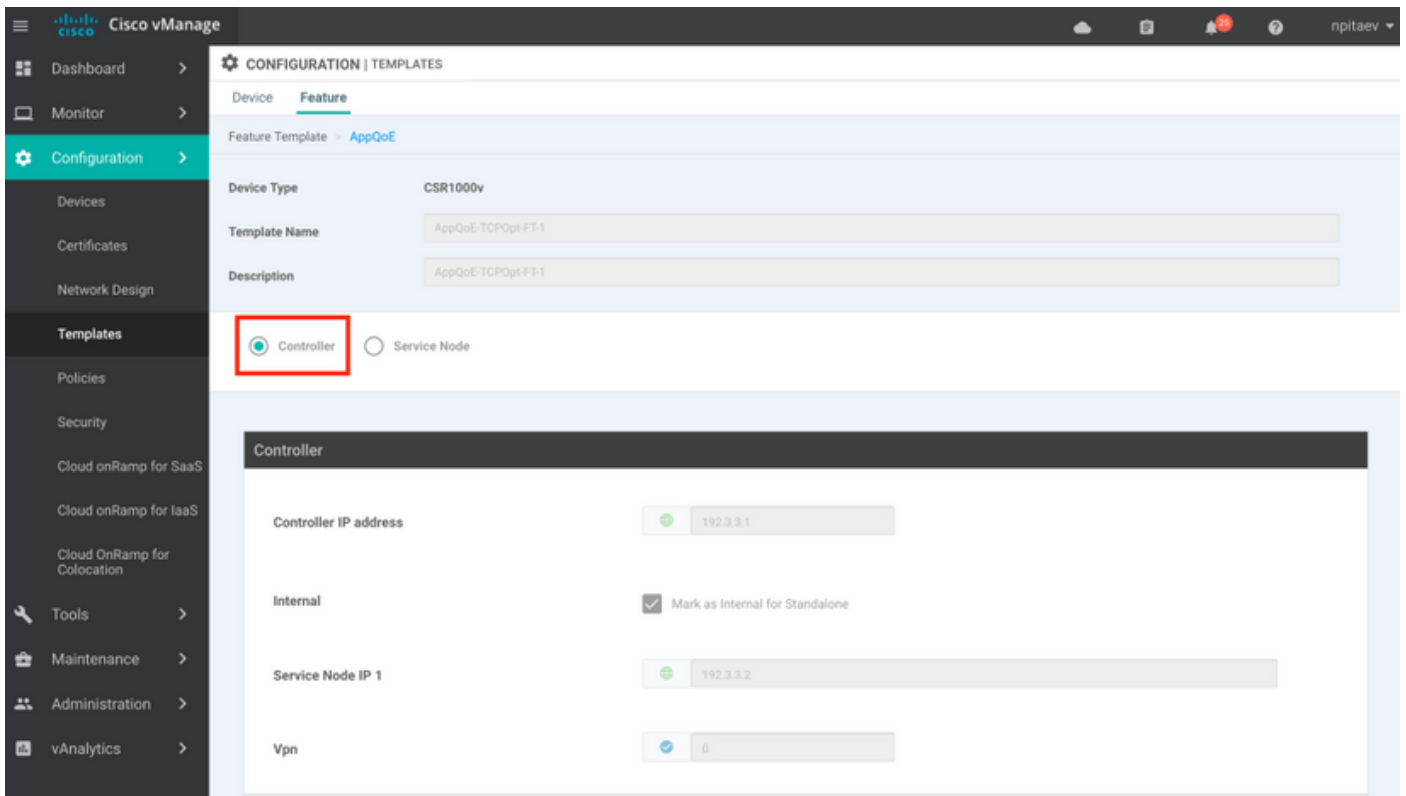 cisco Cisco vManage
25
npitaev
Dashboard
Monitor
Configuration
Devices
Certificates
Network Design
Templates
Policies
Security
Cloud onRamp for SaaS
Cloud onRamp for IaaS
Cloud OnRamp for
Colocation
Tools
Maintenance
Administration
vAnalytics
CONFIGURATION | TEMPLATES
Device Feature
Feature Template > AppQoE
Device Type CSR1000v
Template Name AppQoE-TCPOpt-FT-1
Description AppQoE-TCPOpt-FT-1
Controller Service Node
Controller
Controller IP address 192.3.3.1
Internal Mark as Internal for Standalone
Service Node IP 1 192.3.3.2
Vpn 0